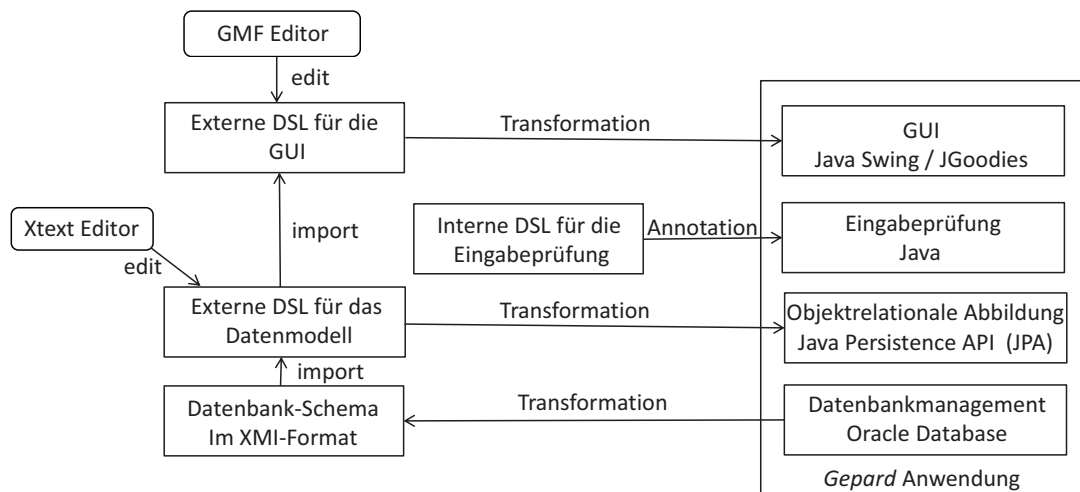 GMF Editor
edit
Externe DSL für die
GUI
Transformation
GUI
Java Swing / JGoodies
Xtext Editor
edit
import
Interne DSL für die
Eingabeprüfung
Annotation
Eingabeprüfung
Java
Externe DSL für das
Datenmodell
Transformation
Objektrelationale Abbildung
Java Persistence API (JPA)
import
Datenbank-Schema
Im XMI-Format
Transformation
Datenbankmanagement
Oracle Database
Gepard Anwendung